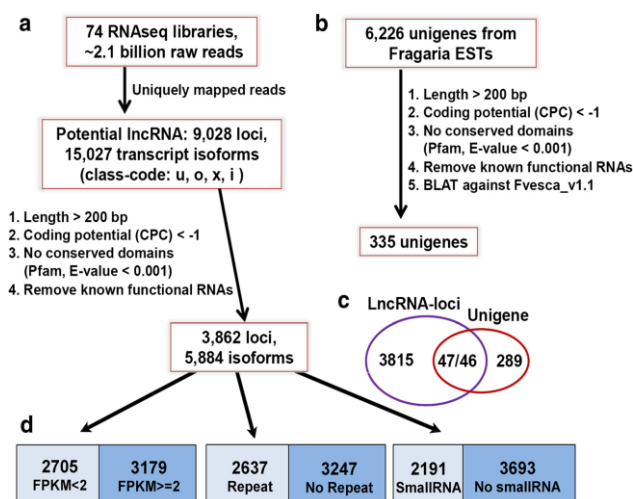 a
74 RNAseq libraries,
~2.1 billion raw reads
Uniquely mapped reads
Potential lncRNA: 9,028 loci,
15,027 transcript isoforms
(class-code: u, o, x, i )
1. Length > 200 bp
2. Coding potential (CPC) < -1
3. No conserved domains
(Pfam, E-value < 0.001)
4. Remove known functional RNAs
3,862 loci,
5,884 isoforms
b
6,226 unigenes from
Fragaria ESTs
1. Length > 200 bp
2. Coding potential (CPC) < -1
3. No conserved domains
(Pfam, E-value < 0.001)
4. Remove known functional RNAs
5. BLAT against Fvesca_v1.1
335 unigenes
c
LncRNA-loci
Unigene
3815
47/46
289
d
2705
FPKM<2
3179
FPKM>=2
2637
Repeat
3247
No Repeat
2191
SmallRNA
3693
No smallRNA